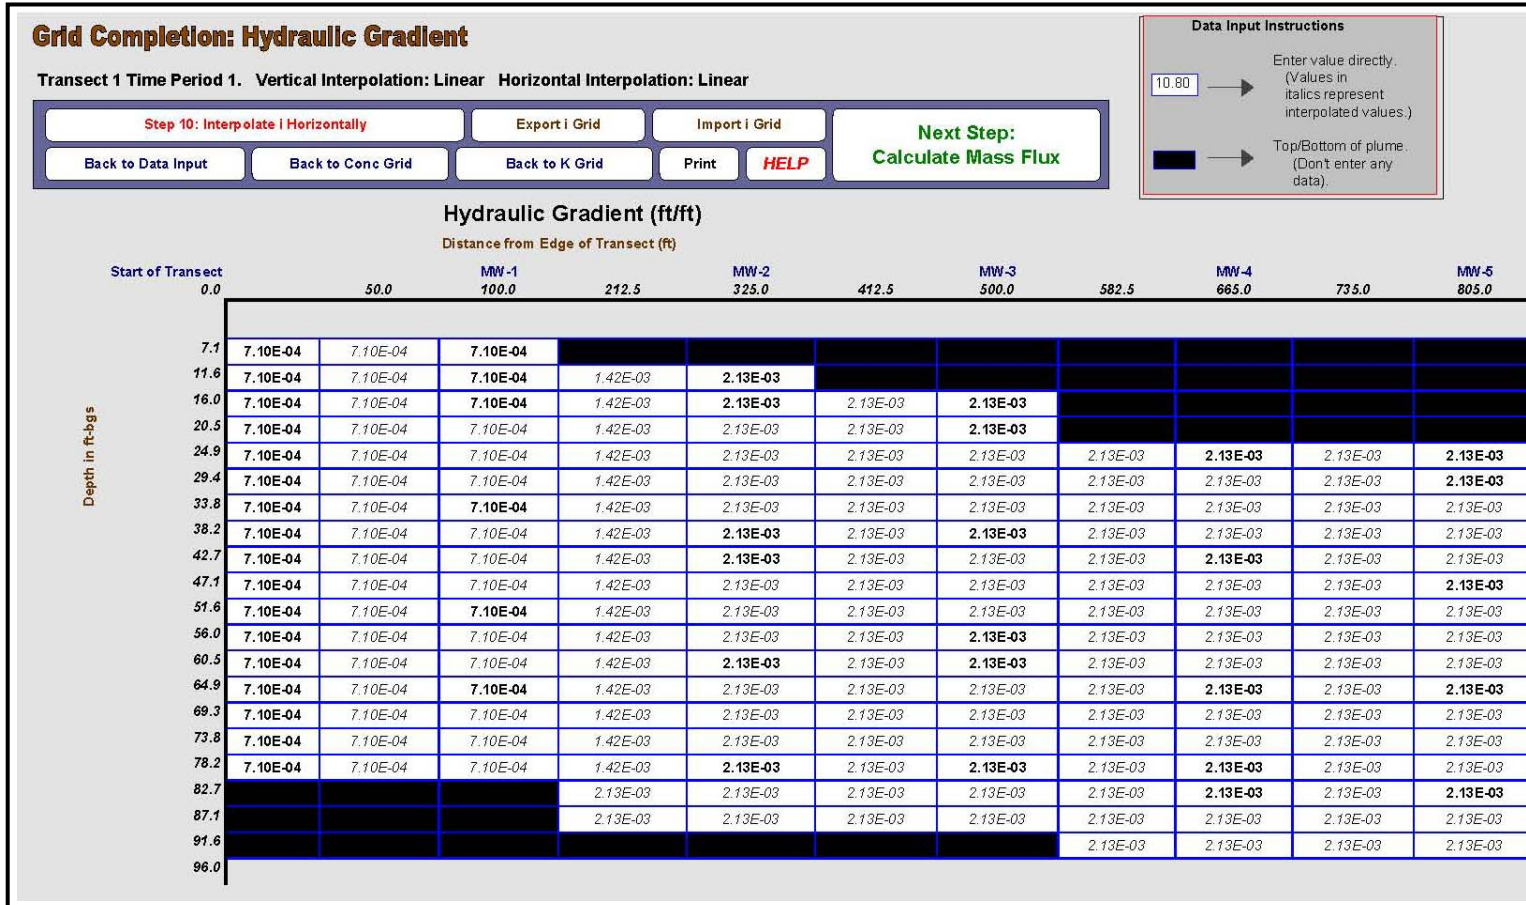 Grid Completion: Hydraulic Gradient
Transect 1 Time Period 1. Vertical Interpolation: Linear Horizontal Interpolation: Linear
Step 10: Interpolate i Horizontally Export i Grid Import i Grid
Back to Data Input Back to Conc Grid Back to K Grid Print HELP
Next Step:
Calculate Mass Flux
Data Input Instructions
10.80
Enter value directly.
(Values in
italics represent
interpolated values.)
Top/Bottom of plume.
(Don't enter any
data).
Hydraulic Gradient (ft/ft)
Distance from Edge of Transect (ft)
Start of Transect MW-1 MW-2 MW-3 MW-4 MW-5
0.0 50.0 100.0 212.5 325.0 412.5 500.0 582.5 665.0 735.0 805.0
Depth in ft-bgs
7.1 7.10E-04 7.10E-04 7.10E-04
11.6 7.10E-04 7.10E-04 7.10E-04 1.42E-03 2.13E-03
16.0 7.10E-04 7.10E-04 7.10E-04 1.42E-03 2.13E-03 2.13E-03 2.13E-03
20.5 7.10E-04 7.10E-04 7.10E-04 1.42E-03 2.13E-03 2.13E-03 2.13E-03
24.9 7.10E-04 7.10E-04 7.10E-04 1.42E-03 2.13E-03 2.13E-03 2.13E-03 2.13E-03 2.13E-03 2.13E-03 2.13E-03
29.4 7.10E-04 7.10E-04 7.10E-04 1.42E-03 2.13E-03 2.13E-03 2.13E-03 2.13E-03 2.13E-03 2.13E-03 2.13E-03
33.8 7.10E-04 7.10E-04 7.10E-04 1.42E-03 2.13E-03 2.13E-03 2.13E-03 2.13E-03 2.13E-03 2.13E-03 2.13E-03
38.2 7.10E-04 7.10E-04 7.10E-04 1.42E-03 2.13E-03 2.13E-03 2.13E-03 2.13E-03 2.13E-03 2.13E-03 2.13E-03
42.7 7.10E-04 7.10E-04 7.10E-04 1.42E-03 2.13E-03 2.13E-03 2.13E-03 2.13E-03 2.13E-03 2.13E-03 2.13E-03
47.1 7.10E-04 7.10E-04 7.10E-04 1.42E-03 2.13E-03 2.13E-03 2.13E-03 2.13E-03 2.13E-03 2.13E-03 2.13E-03
51.6 7.10E-04 7.10E-04 7.10E-04 1.42E-03 2.13E-03 2.13E-03 2.13E-03 2.13E-03 2.13E-03 2.13E-03 2.13E-03
56.0 7.10E-04 7.10E-04 7.10E-04 1.42E-03 2.13E-03 2.13E-03 2.13E-03 2.13E-03 2.13E-03 2.13E-03 2.13E-03
60.5 7.10E-04 7.10E-04 7.10E-04 1.42E-03 2.13E-03 2.13E-03 2.13E-03 2.13E-03 2.13E-03 2.13E-03 2.13E-03
64.9 7.10E-04 7.10E-04 7.10E-04 1.42E-03 2.13E-03 2.13E-03 2.13E-03 2.13E-03 2.13E-03 2.13E-03 2.13E-03
69.3 7.10E-04 7.10E-04 7.10E-04 1.42E-03 2.13E-03 2.13E-03 2.13E-03 2.13E-03 2.13E-03 2.13E-03 2.13E-03
73.8 7.10E-04 7.10E-04 7.10E-04 1.42E-03 2.13E-03 2.13E-03 2.13E-03 2.13E-03 2.13E-03 2.13E-03 2.13E-03
78.2 7.10E-04 7.10E-04 7.10E-04 1.42E-03 2.13E-03 2.13E-03 2.13E-03 2.13E-03 2.13E-03 2.13E-03 2.13E-03
82.7 2.13E-03 2.13E-03 2.13E-03 2.13E-03 2.13E-03 2.13E-03 2.13E-03 2.13E-03
87.1 2.13E-03 2.13E-03 2.13E-03 2.13E-03 2.13E-03 2.13E-03 2.13E-03 2.13E-03
91.6 2.13E-03 2.13E-03 2.13E-03 2.13E-03
96.0